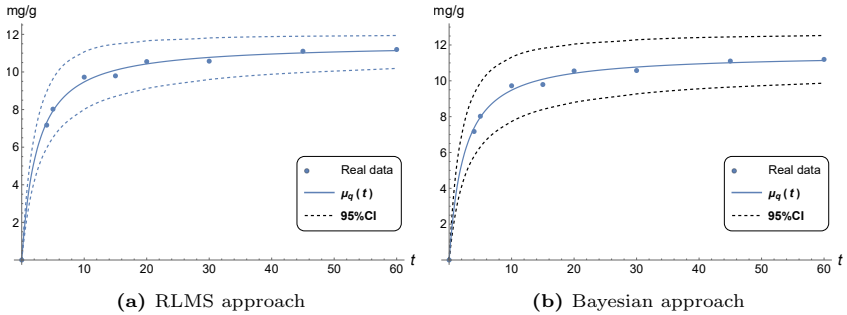 mg/g
12
10
8
6
4
2
10 20 30 40 50 60 t
Real data
μq (t)
95%CI
(a) RLMS approach
mg/g
12
10
8
6
4
2
10 20 30 40 50 60 t
Real data
μq (t)
95%CI
(b) Bayesian approach